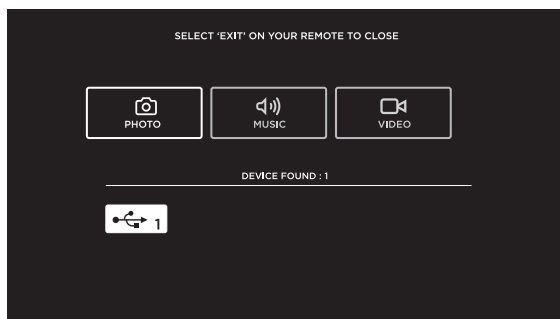 SELECT ‘EXIT’ ON YOUR REMOTE TO CLOSE
PHOTO
MUSIC
VIDEO
DEVICE FOUND : 1
1